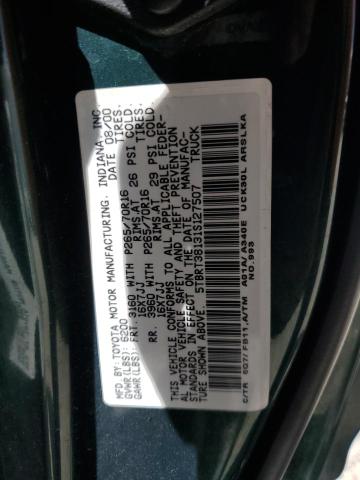 MFD.BY:TOYOTA MOTOR MANUFACTURING, INDIANA, INC.
GVWR(LBS): 6200 DATE 08/00
GAWR(LBS): FRT. 3160 WITH P265/70R16 TIRES,
16X7JJ RIMS,AT 26 PSI COLD.
RR. 3960 WITH P265/70R16 TIRES,
16X7JJ RIMS,AT 29 PSI COLD.
THIS VEHICLE CONFORMS TO ALL APPLICABLE FEDER-
AL MOTOR VEHICLE SAFETY AND THEFT PREVENTION
STANDARDS IN EFFECT ON THE DATE OF MANUFAC-
TURE SHOWN ABOVE.
5TBRT38131S127507 TRUCK
C/TR 6Q7/FB11,A/TM A01A/A340E UCK30L ARSLKA
NO.993